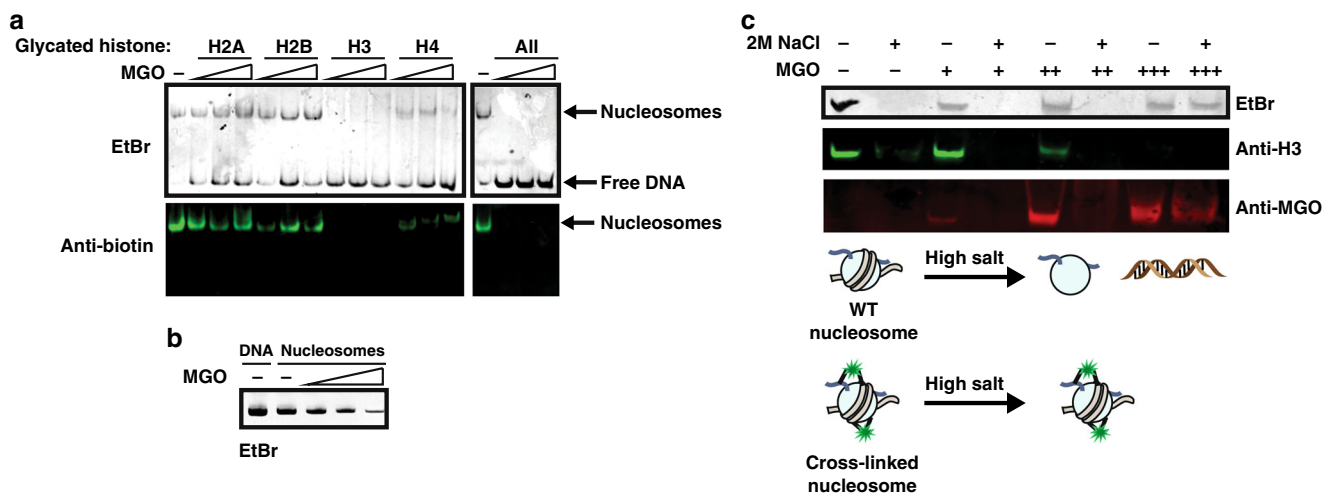 a
Glycated histone: H2A H2B H3 H4 All
MGO – –
EtBr
Nucleosomes
Free DNA
Anti-biotin
Nucleosomes
b
DNA Nucleosomes
MGO – –
EtBr
c
2M NaCl – + – + – + – +
MGO – – + + ++ ++ +++ +++
EtBr
Anti-H3
Anti-MGO
High salt
WT
nucleosome
High salt
Cross-linked
nucleosome